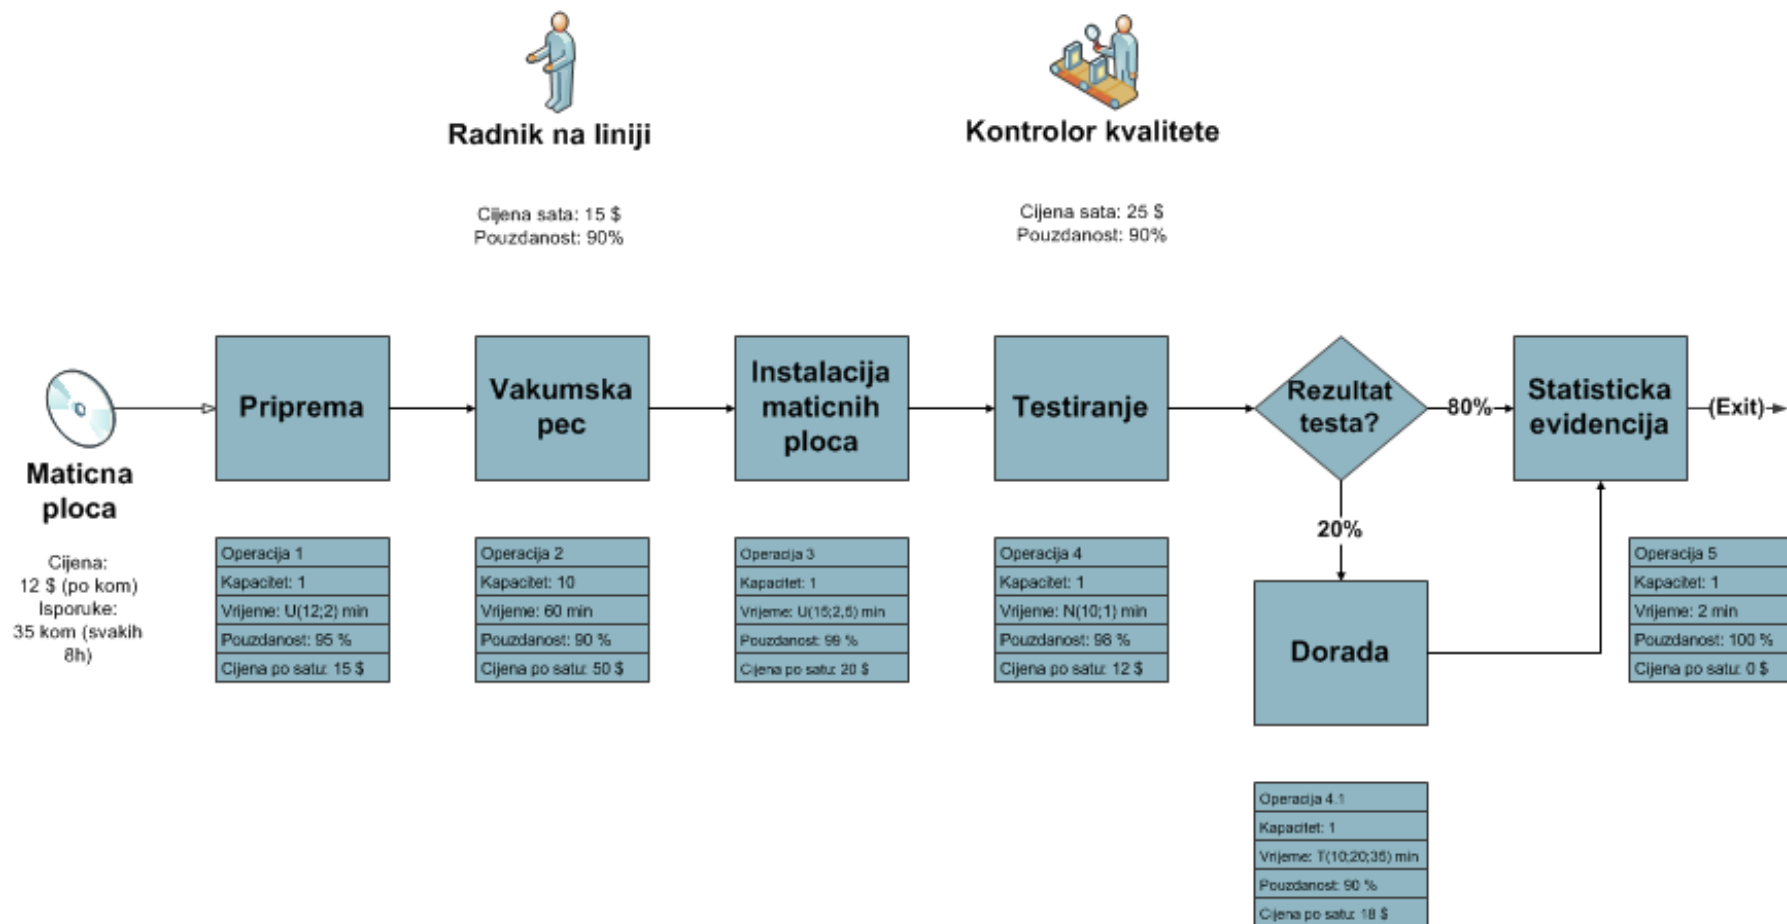 Radnik na liniji
Cijena sata: 15 $
Pouzdanost: 90%
Kontrolor kvalitete
Cijena sata: 25 $
Pouzdanost: 90%
Maticna
ploca
Cijena:
12 $ (po kom)
Isporuke:
35 kom (svakih
8h)
Priprema
Operacija 1
Kapacitet: 1
Vrijeme: U(12;2) min
Pouzdanost: 95 %
Cijena po satu: 15 $
Vakumska
pec
Operacija 2
Kapacitet: 10
Vrijeme: 60 min
Pouzdanost: 90 %
Cijena po satu: 50 $
Instalacija
maticnih
ploca
Operacija 3
Kapacitet: 1
Vrijeme: U(15;2,5) min
Pouzdanost: 99 %
Cijena po satu: 20 $
Testiranje
Operacija 4
Kapacitet: 1
Vrijeme: N(10;1) min
Pouzdanost: 98 %
Cijena po satu: 12 $
Rezultat
testa?
80%
20%
Dorada
Operacija 4.1
Kapacitet: 1
Vrijeme: T(10;20;35) min
Pouzdanost: 90 %
Cijena po satu: 18 $
Statisticka
evidencija
(Exit)
Operacija 5
Kapacitet: 1
Vrijeme: 2 min
Pouzdanost: 100 %
Cijena po satu: 0 $